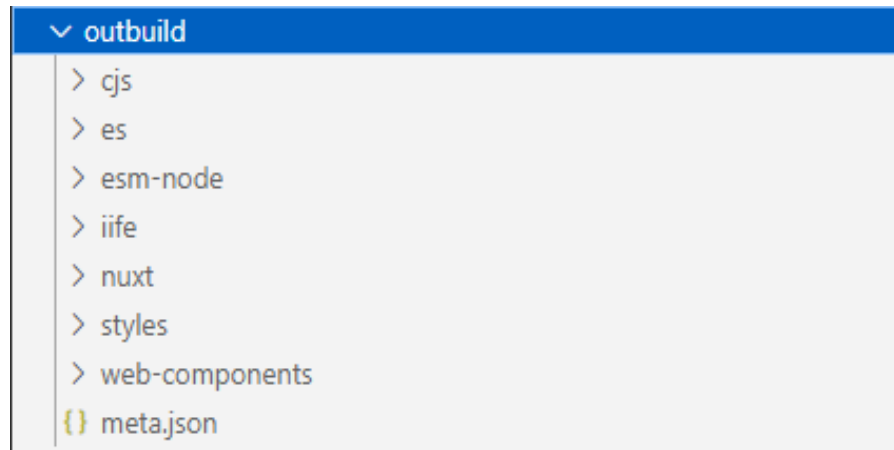 outbuild
cjs
es
esm-node
iife
nuxt
styles
web-components
{} meta.json